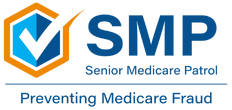 SMP
Senior Medicare Patrol
Preventing Medicare Fraud